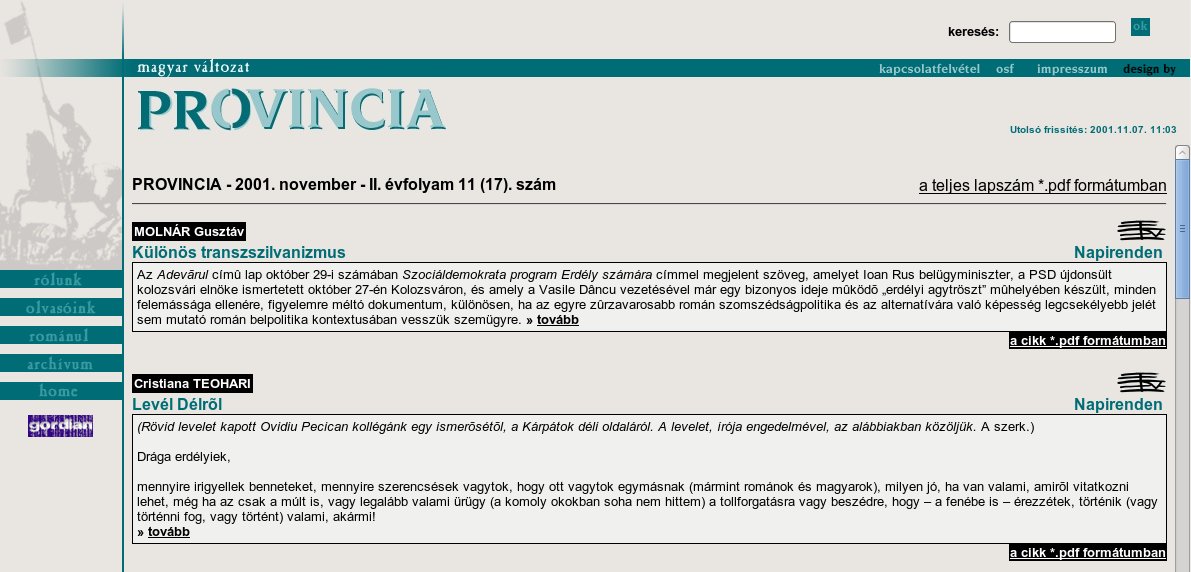 keresés:
ok
magyar változat
kapcsolatfelvétel osf impresszum design by
PROVINCIA
Utolsó frissítés: 2001.11.07. 11:03
PROVINCIA - 2001. november - II. évfolyam 11 (17). szám
a teljes lapszám *.pdf formátumban
MOLNÁR Gusztáv
Különös transzszilvanizmus
Napirenden
Az Adevãrul címû lap október 29-i számában Szociáldemokrata program Erdély számára címmel megjelent szöveg, amelyet Ioan Rus belügyminiszter, a PSD újdonsült
kolozsvári elnöke ismertetett október 27-én Kolozsváron, és amely a Vasile Dâncu vezetésével már egy bizonyos ideje mûködõ „erdélyi agytröszt” mûhelyében készült, minden
felemássága ellenére, figyelemre méltó dokumentum, különösen, ha az egyre zûrzavarosabb román szomszédságpolitika és az alternatívára való képesség legcsekélyebb jelét
sem mutató román belpolitika kontextusában vesszük szemügyre. » tovább
a cikk *.pdf formátumban
Cristiana TEOHARI
Levél Délrõl
Napirenden
(Rövid levelet kapott Ovidiu Pecican kollégánk egy ismerõsétõl, a Kárpátok déli oldaláról. A levelet, írója engedelmével, az alábbiakban közöljük. A szerk.)
Drága erdélyiek,
mennyire irigyellek benneteket, mennyire szerencsések vagytok, hogy ott vagytok egymásnak (mármint románok és magyarok), milyen jó, ha van valami, amirõl vitatkozni
lehet, még ha az csak a múlt is, vagy legalább valami ürügy (a komoly okokban soha nem hittem) a tollforgatásra vagy beszédre, hogy – a fenébe is – érezzétek, történik (vagy
történni fog, vagy történt) valami, akármi!
» tovább
a cikk *.pdf formátumban
rólunk
olvasóink
románul
archívum
home
gordian